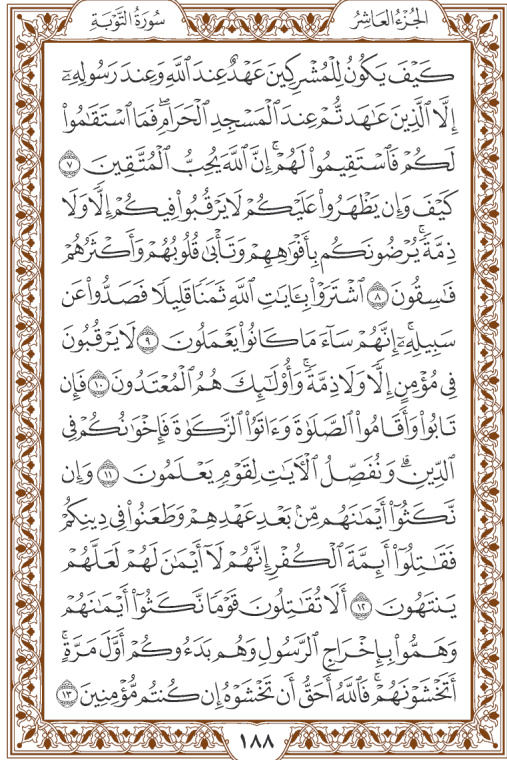 الجُزْءُ العَاشِرُ
سُورَةُ التَّوْبَةِ
كَيْفَ يَكُونُ لِلْمُشْرِكِينَ عَهْدٌ عِندَ ٱللَّهِ وَعِندَ رَسُولِهِۦٓ
إِلَّا ٱلَّذِينَ عَٰهَدتُّمْ عِندَ ٱلْمَسْجِدِ ٱلْحَرَامِۖ فَمَا ٱسْتَقَٰمُوا۟
لَكُمْ فَٱسْتَقِيمُوا۟ لَهُمْۚ إِنَّ ٱللَّهَ يُحِبُّ ٱلْمُتَّقِينَ ٧
كَيْفَ وَإِن يَظْهَرُوا۟ عَلَيْكُمْ لَا يَرْقُبُوا۟ فِيكُمْ إِلًّا وَلَا
ذِمَّةًۚ يُرْضُونَكُم بِأَفْوَٰهِهِمْ وَتَأْبَىٰ قُلُوبُهُمْ وَأَكْثَرُهُمْ
فَٰسِقُونَ ٨ ٱشْتَرَوْا۟ بِـَٔايَٰتِ ٱللَّهِ ثَمَنًا قَلِيلًا فَصَدُّوا۟ عَن
سَبِيلِهِۦٓۚ إِنَّهُمْ سَآءَ مَا كَانُوا۟ يَعْمَلُونَ ٩ لَا يَرْقُبُونَ
فِى مُؤْمِنٍ إِلًّا وَلَا ذِمَّةًۚ وَأُو۟لَٰٓئِكَ هُمُ ٱلْمُعْتَدُونَ ١٠ فَإِن
تَابُوا۟ وَأَقَامُوا۟ ٱلصَّلَوٰةَ وَءَاتَوُا۟ ٱلزَّكَوٰةَ فَإِخْوَٰنُكُمْ فِى
ٱلدِّينِۗ وَنُفَصِّلُ ٱلْءَايَٰتِ لِقَوْمٍ يَعْلَمُونَ ١١ وَإِن
نَّكَثُوٓا۟ أَيْمَٰنَهُم مِّنۢ بَعْدِ عَهْدِهِمْ وَطَعَنُوا۟ فِى دِينِكُمْ
فَقَٰتِلُوٓا۟ أَئِمَّةَ ٱلْكُفْرِۙ إِنَّهُمْ لَآ أَيْمَٰنَ لَهُمْ لَعَلَّهُمْ
يَنتَهُونَ ١٢ أَلَا تُقَٰتِلُونَ قَوْمًا نَّكَثُوٓا۟ أَيْمَٰنَهُمْ
وَهَمُّوا۟ بِإِخْرَاجِ ٱلرَّسُولِ وَهُم بَدَءُوكُمْ أَوَّلَ مَرَّةٍۚ
أَتَخْشَوْنَهُمْۚ فَٱللَّهُ أَحَقُّ أَن تَخْشَوْهُ إِن كُنتُم مُّؤْمِنِينَ ١٣
١٨٨